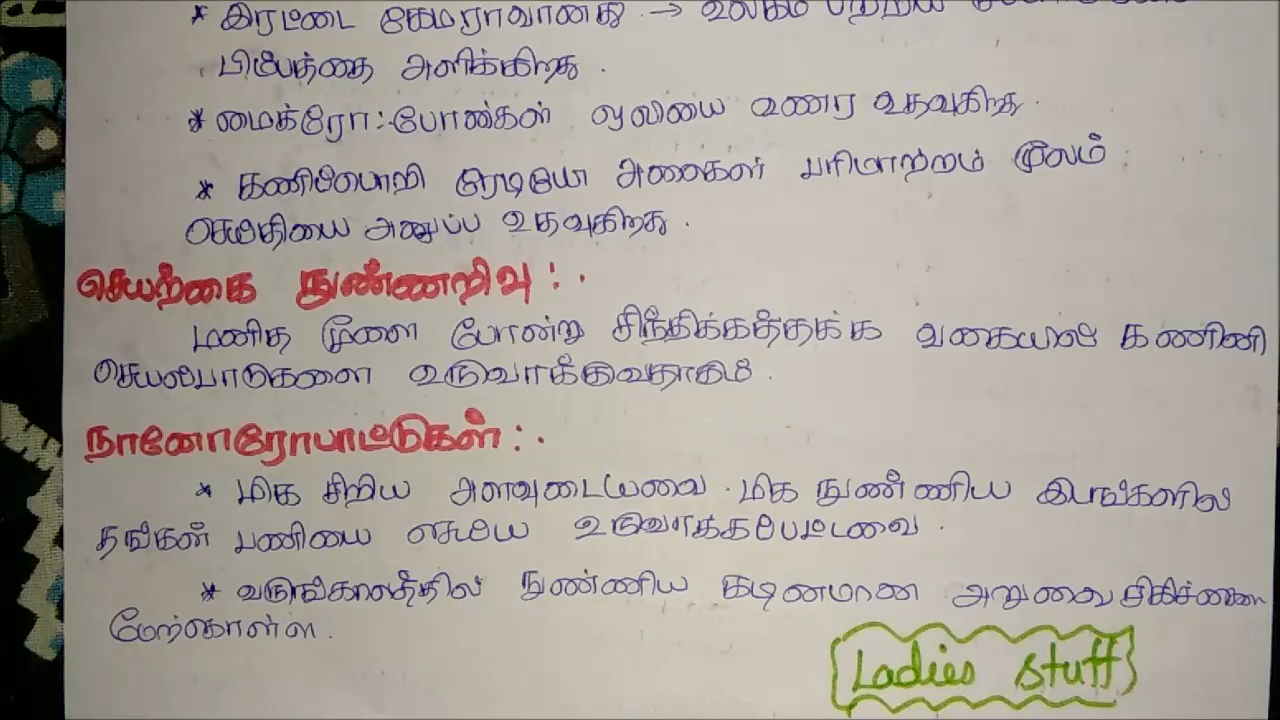 * இரட்டை கேமராவானது → உலகம் பற்றிய
பிம்பத்தை அளிக்கிறது.
* மைக்ரோஃபோன்கள் ஒலியை உணர உதவுகிறது.
* கணிப்பொறி ரேடியோ அலைகள் பரிமாற்றம் மூலம்
செய்தியை அனுப்ப உதவுகிறது.
செயற்கை நுண்ணறிவு :.
மனித மூளை போன்று சிந்திக்கத்தக்க வகையில் கணினி
செயல்பாடுகளை உருவாக்குவதாகும்.
நானோரோபாட்டுகள் :.
* மிக சிறிய அளவுடையவை. மிக நுண்ணிய இடங்களில்
தங்கள் பணியை செய்ய உருவாக்கப்பட்டவை.
* வருங்காலத்தில் நுண்ணிய கடினமான அறுவை சிகிச்சை
மேற்கொள்ள.
Ladies stuff